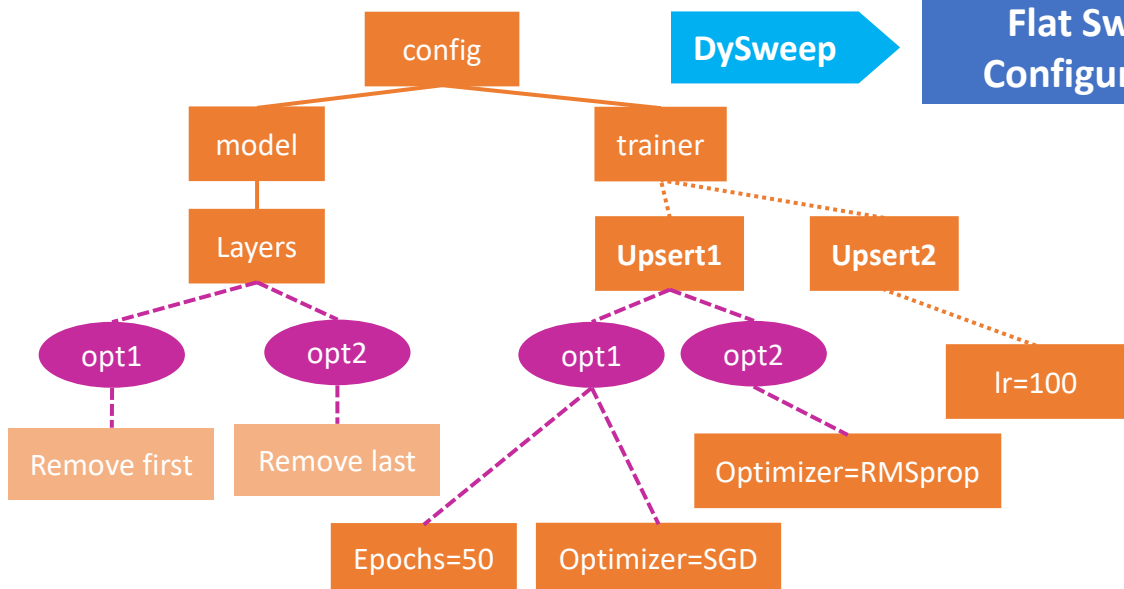 config
DySweep
Flat
model
trainer
Layers
Upsert1
Upsert2
opt1
opt2
opt1
opt2
lr=100
Remove first
Remove last
Optimizer=RMSprop
Epochs=50
Optimizer=SGD